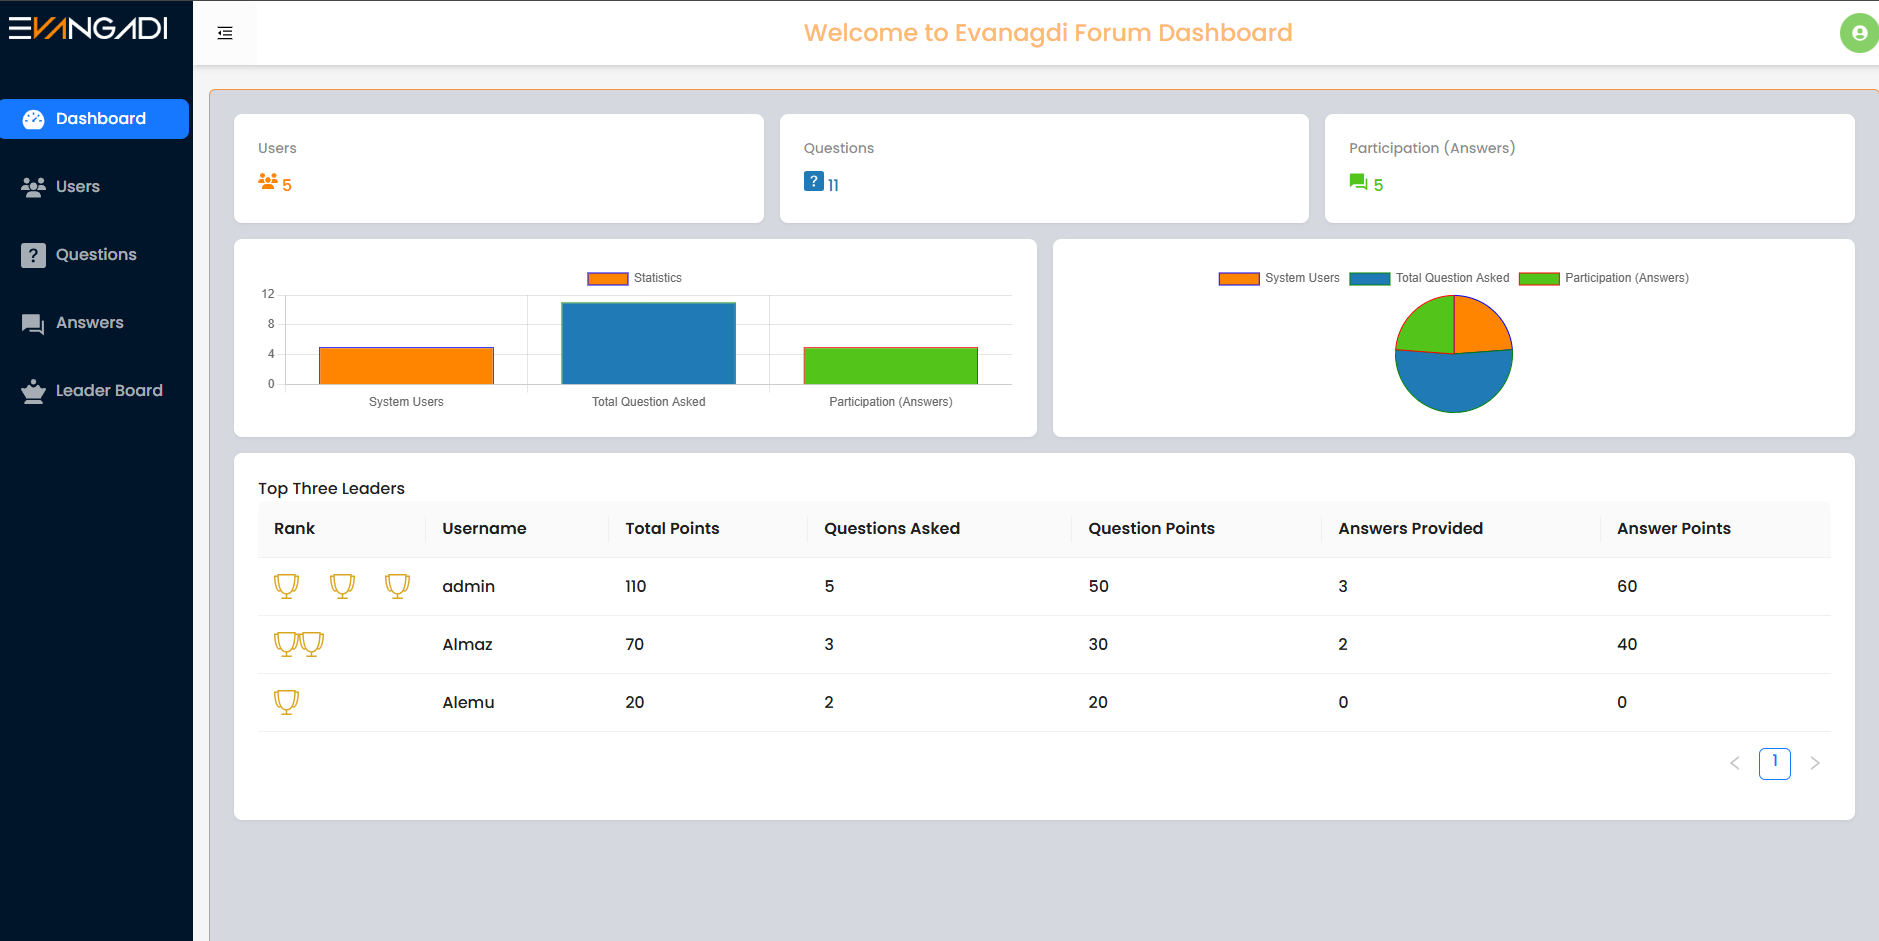 EVANGADI
Welcome to Evanagdi Forum Dashboard
Dashboard
Users
Questions
Answers
Leader Board
Users
5
Questions
? 11
Participation (Answers)
5
Statistics
12
8
4
0
System Users Total Question Asked Participation (Answers)
System Users Total Question Asked Participation (Answers)
Top Three Leaders
Rank Username Total Points Questions Asked Question Points Answers Provided Answer Points
admin 110 5 50 3 60
Almaz 70 3 30 2 40
Alemu 20 2 20 0 0
< 1 >